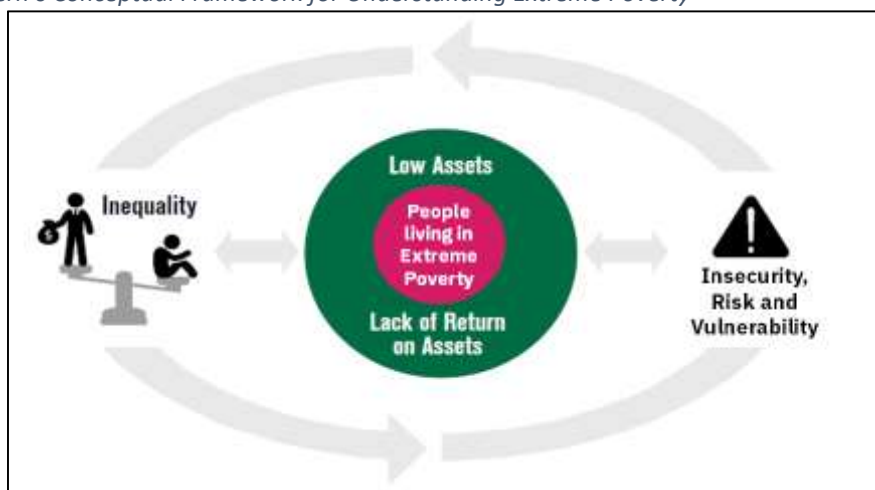 Conceptual Framework for Understanding Extreme Poverty
Low Assets
Inequality
People
living in
Extreme
Poverty
Insecurity,
Risk and
Vulnerability
Lack of Return
on Assets